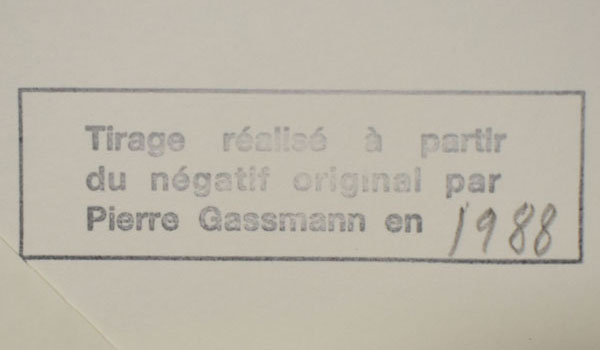 Tirage réalisé à partir
du négatif original par
Pierre Gassmann en 1988